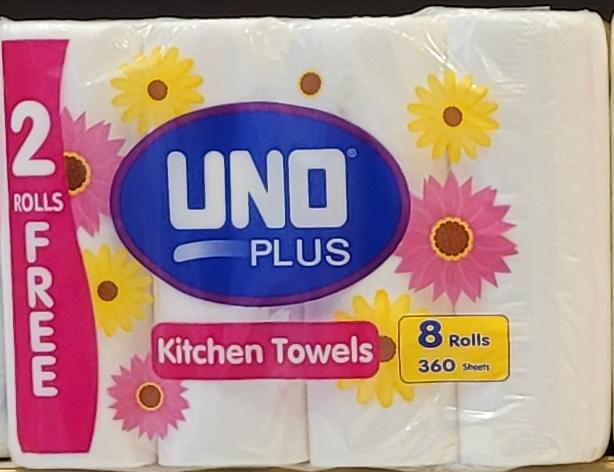 2
ROLLS
FREE
UNO®
PLUS
Kitchen Towels
8 Rolls
360 Sheets